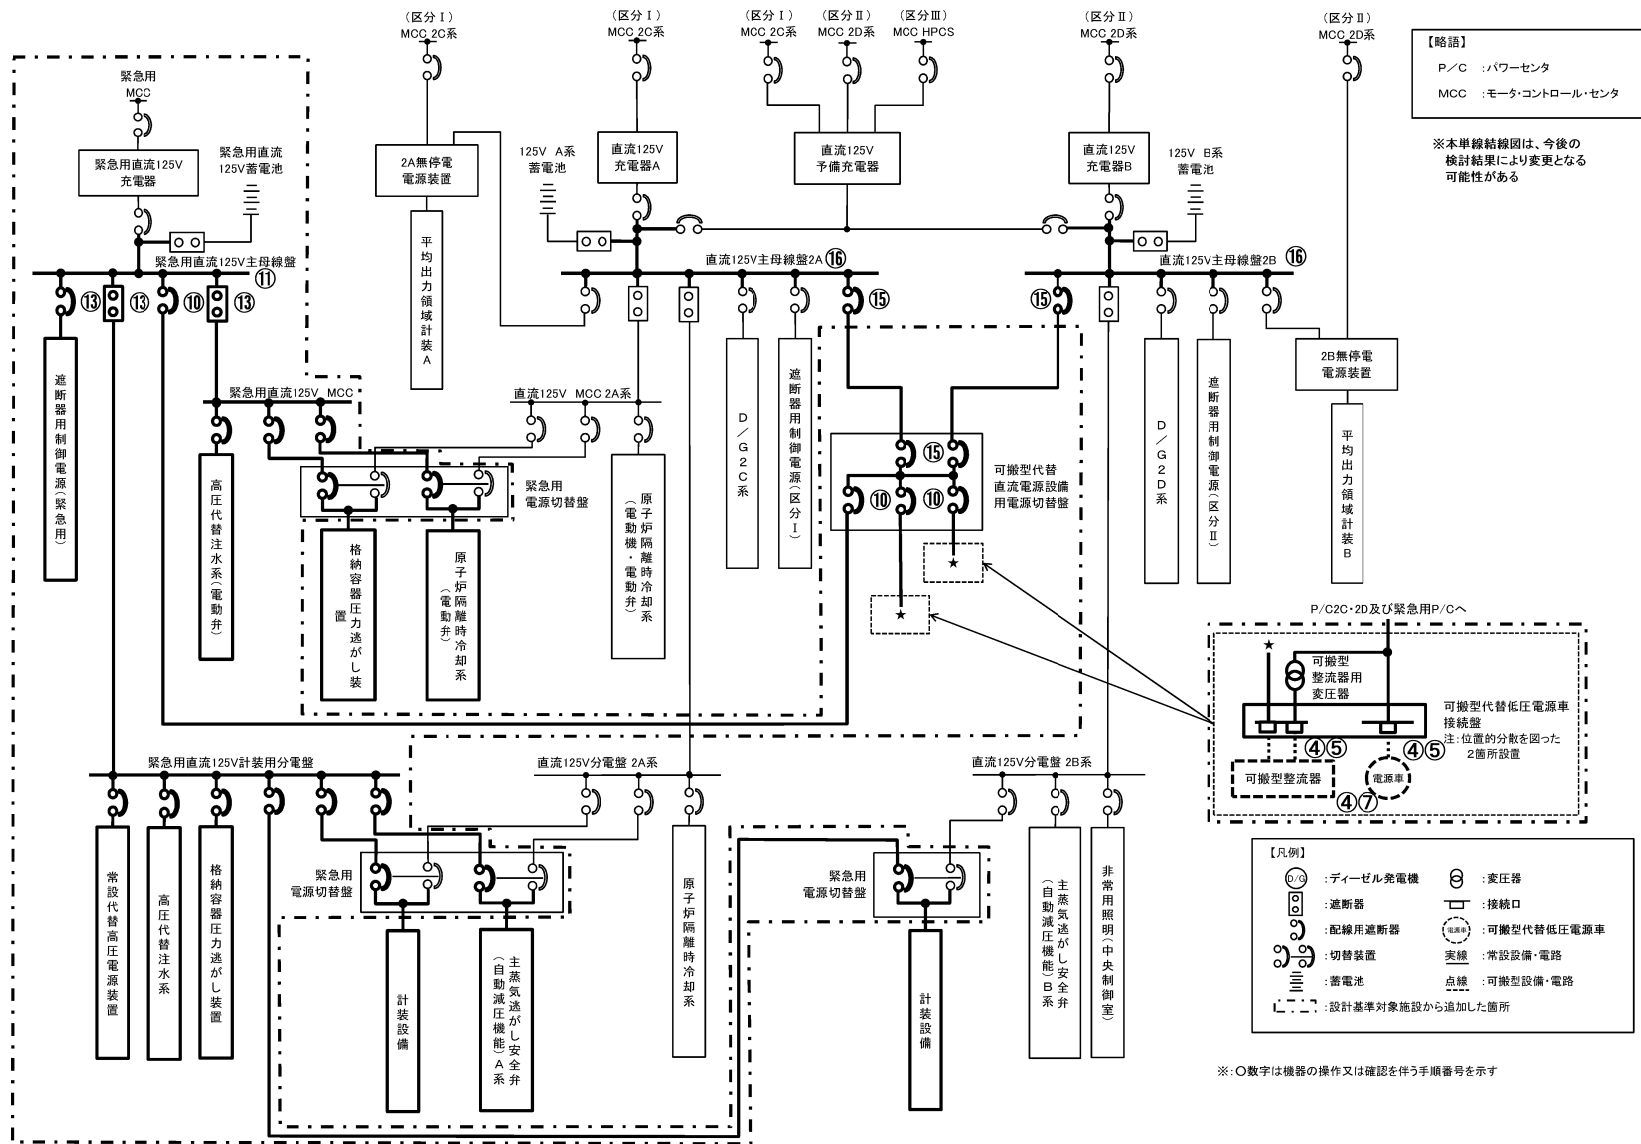 (区分Ⅰ)
MCC 2C系
(区分Ⅰ)
MCC 2C系
(区分Ⅰ)
MCC 2C系
(区分Ⅱ)
MCC 2D系
(区分Ⅲ)
MCC HPCS
(区分Ⅱ)
MCC 2D系
(区分Ⅱ)
MCC 2D系
【略語】
P/C :パワーセンタ
MCC :モータ・コントロール・センタ
※本単線結線図は、今後の
検討結果により変更となる
可能性がある
緊急用
MCC
緊急用直流125V
充電器
緊急用直流
125V蓄電池
2A無停電
電源装置
125V A系
蓄電池
直流125V
充電器A
直流125V
予備充電器
直流125V
充電器B
125V B系
蓄電池
緊急用直流125V主母線盤
⑪
直流125V主母線盤2A
⑯
直流125V主母線盤2B
⑯
⑬
⑬
⑩
⑬
⑮
⑮
平均出力領域計装A
2B無停電
電源装置
遮断器用制御電源(緊急用)
緊急用直流125V MCC
直流125V MCC 2A系
D/G2C系
遮断器用制御電源(区分Ⅰ)
D/G2D系
遮断器用制御電源(区分Ⅱ)
平均出力領域計装B
高圧代替注水系(電動弁)
緊急用
電源切替盤
⑮
⑩
⑩
可搬型代替
直流電源設備
用電源切替盤
格納容器圧力逃がし装
置
原子炉隔離時冷却系
(電動弁)
原子炉隔離時冷却系
(電動機・電動弁)
★
★
P/C2C・2D及び緊急用P/Cへ
★
可搬型
整流器用
変圧器
可搬型代替低圧電源車
接続盤
注:位置的分散を図った
2箇所設置
④⑤
④⑤
可搬型整流器
電源車
④⑦
緊急用直流125V計装用分電盤
直流125V分電盤 2A系
直流125V分電盤 2B系
常設代替高圧電源装置
高圧代替注水系
格納容器圧力逃がし装置
緊急用
電源切替盤
計装設備
主蒸気逃がし安全弁
(自動減圧機能)A系
原子炉隔離時冷却系
緊急用
電源切替盤
計装設備
主蒸気逃がし安全弁
(自動減圧機能)B系
非常用照明(中央制御室)
【凡例】
D/G :ディーゼル発電機
:変圧器
:遮断器
:接続口
:配線用遮断器
電源車 :可搬型代替低圧電源車
:切替装置
実線 :常設設備・電路
:蓄電池
点線 :可搬型設備・電路
:設計基準対象施設から追加した箇所
※:○数字は機器の操作又は確認を伴う手順番号を示す